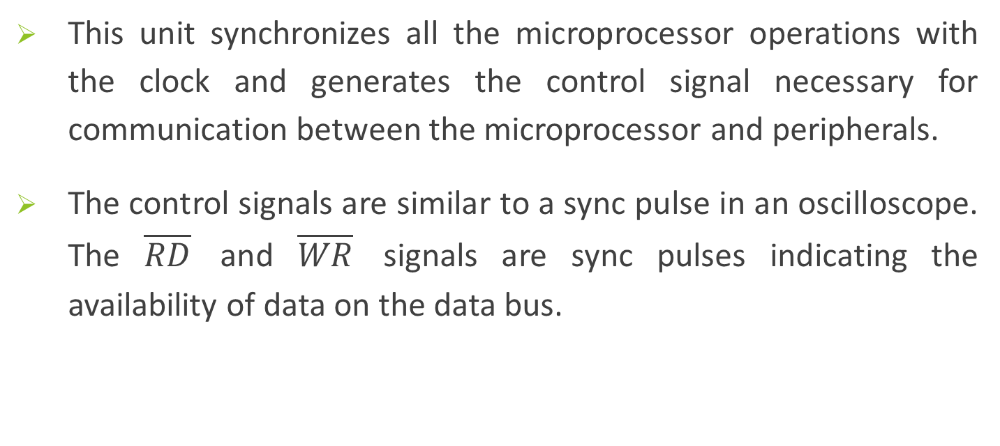 ➢ This unit synchronizes all the microprocessor operations with
the clock and generates the control signal necessary for
communication between the microprocessor and peripherals.
➢ The control signals are similar to a sync pulse in an oscilloscope.
The $\overline{RD}$ and $\overline{WR}$ signals are sync pulses indicating the
availability of data on the data bus.